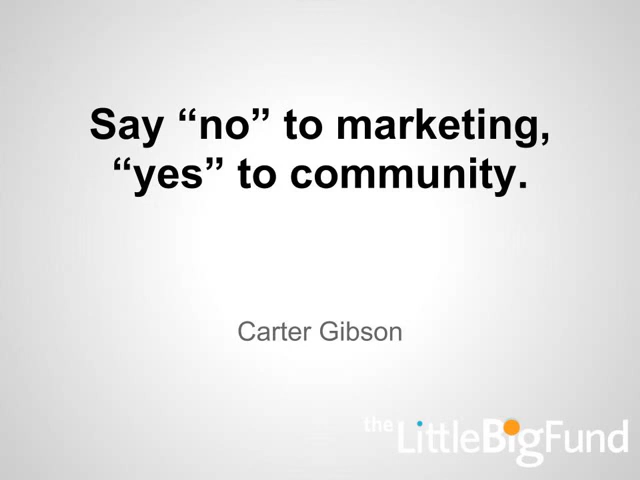 Say “no” to marketing,
“yes” to community.
Carter Gibson
the LittleBigFund